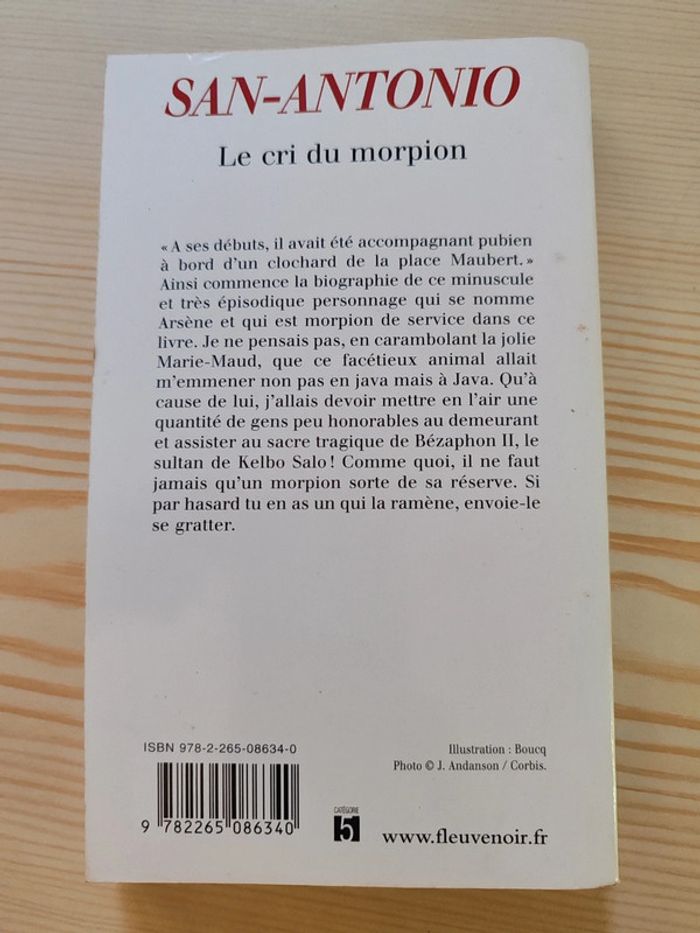 SAN-ANTONIO
Le cri du morpion
« A ses débuts, il avait été accompagnant pubien
à bord d'un clochard de la place Maubert. »
Ainsi commence la biographie de ce minuscule
et très épisodique personnage qui se nomme
Arsène et qui est morpion de service dans ce
livre. Je ne pensais pas, en carambolant la jolie
Marie-Maud, que ce facétieux animal allait
m'emmener non pas en java mais à Java. Qu'à
cause de lui, j'allais devoir mettre en l'air une
quantité de gens peu honorables au demeurant
et assister au sacre tragique de Bézaphon II, le
sultan de Kelbo Salo ! Comme quoi, il ne faut
jamais qu'un morpion sorte de sa réserve. Si
par hasard tu en as un qui la ramène, envoie-le
se gratter.
ISBN 978-2-265-08634-0
Illustration : Boucq
Photo © J. Andanson / Corbis.
9 782265 086340
CATÉGORIE
5
www.fleuvenoir.fr